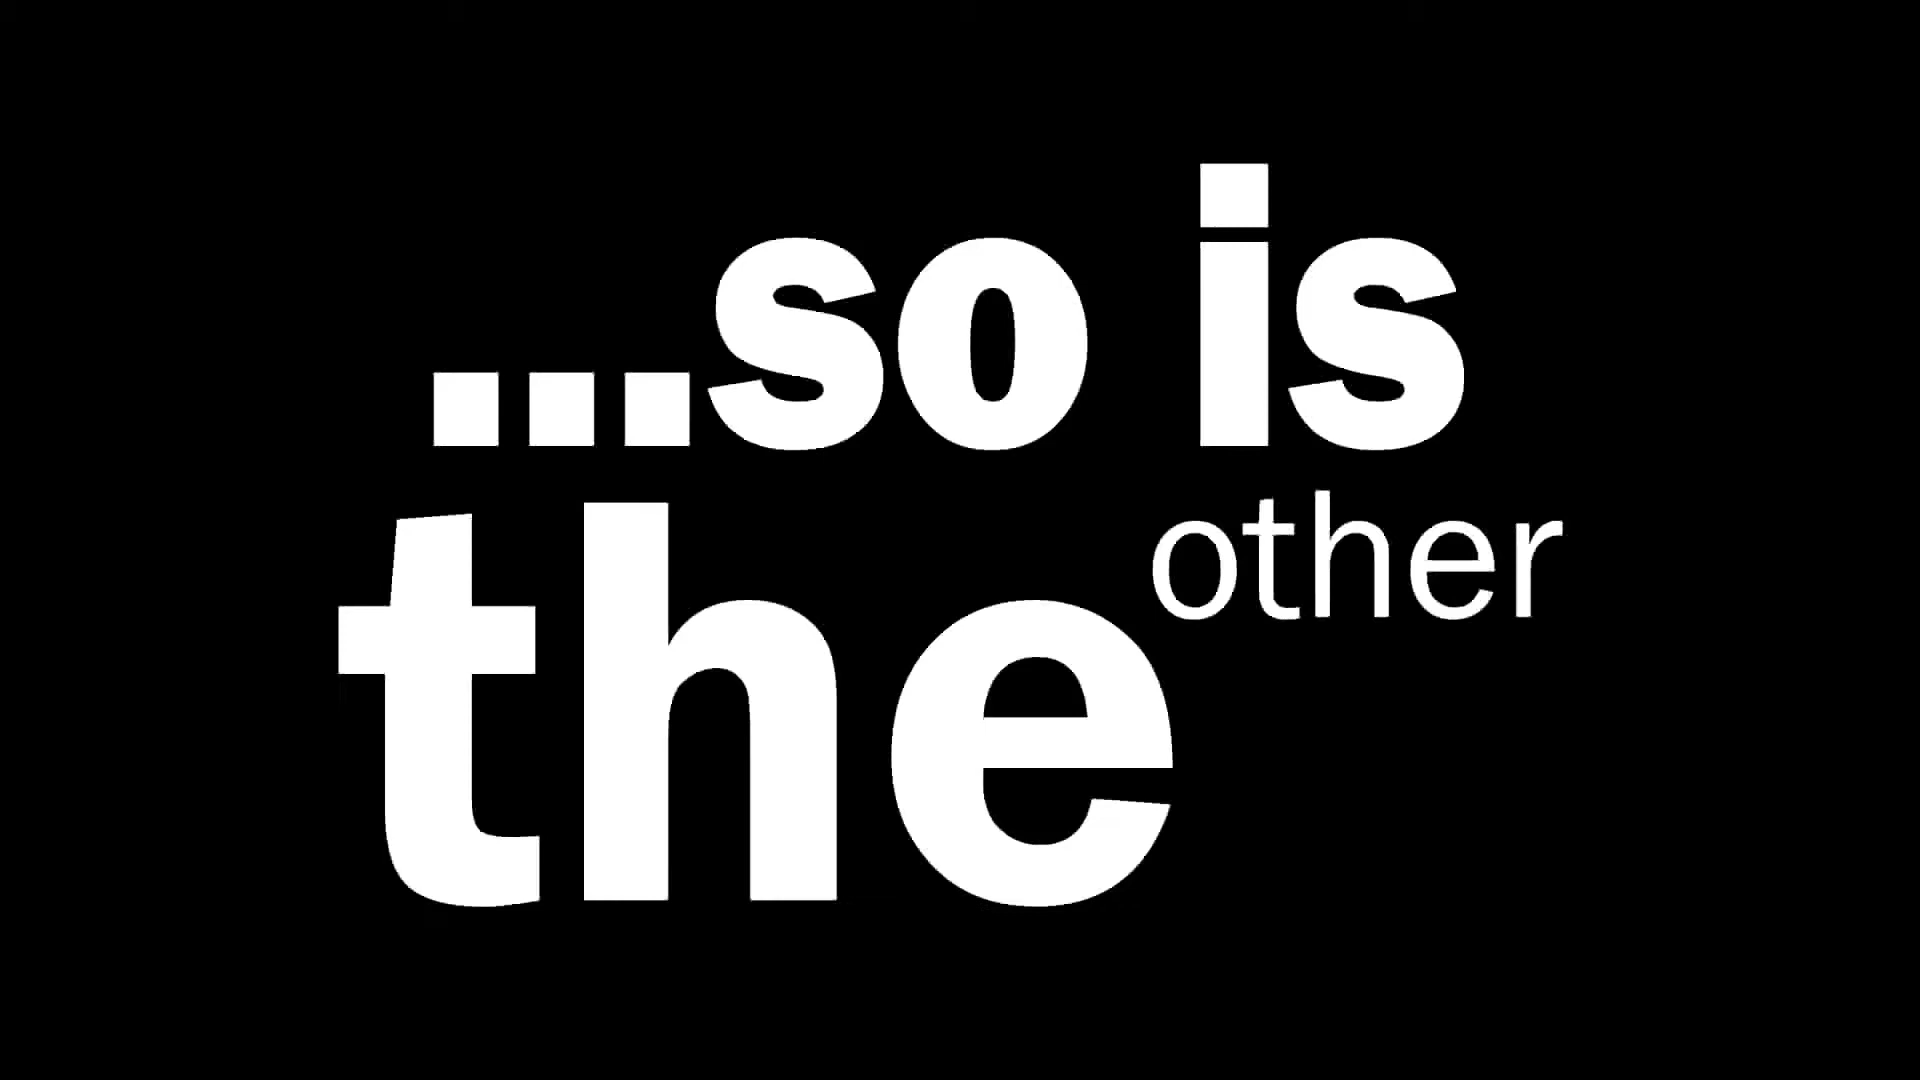 ...so is
the other